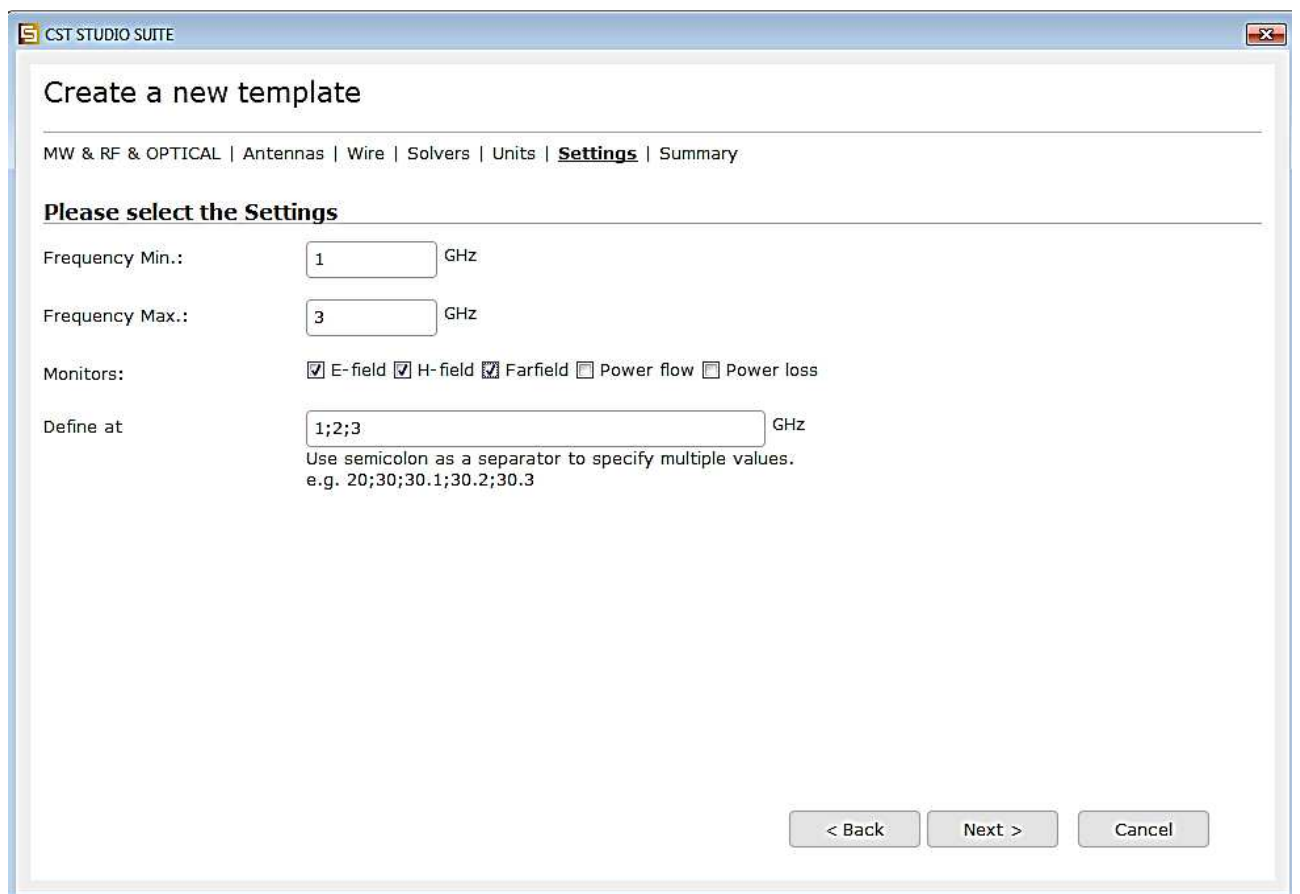 CST STUDIO SUITE
Create a new template
MW & RF & OPTICAL | Antennas | Wire | Solvers | Units | Settings | Summary
Please select the Settings
Frequency Min.: 1 GHz
Frequency Max.: 3 GHz
Monitors: E-field H-field Farfield Power flow Power loss
Define at 1;2;3 GHz
Use semicolon as a separator to specify multiple values.
e.g. 20;30;30.1;30.2;30.3
< Back Next > Cancel